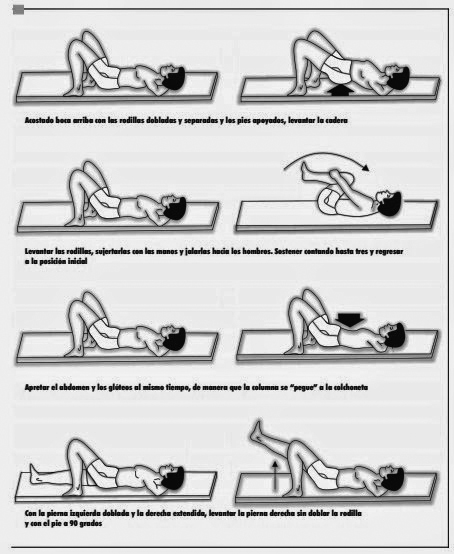 Acostado boca arriba con las rodillas dobladas y separadas y los pies apoyados, levantar la cadera
Levantar las rodillas, sujetarlas con las manos y jalarlas hacia los hombros. Sostener contando hasta tres y regresar
a la posición inicial
Apretar el abdomen y los glúteos al mismo tiempo, de manera que la columna se "pegue" a la colchoneta
Con la pierna izquierda doblada y la derecha extendida, levantar la pierna derecha sin doblar la rodilla
y con el pie a 90 grados